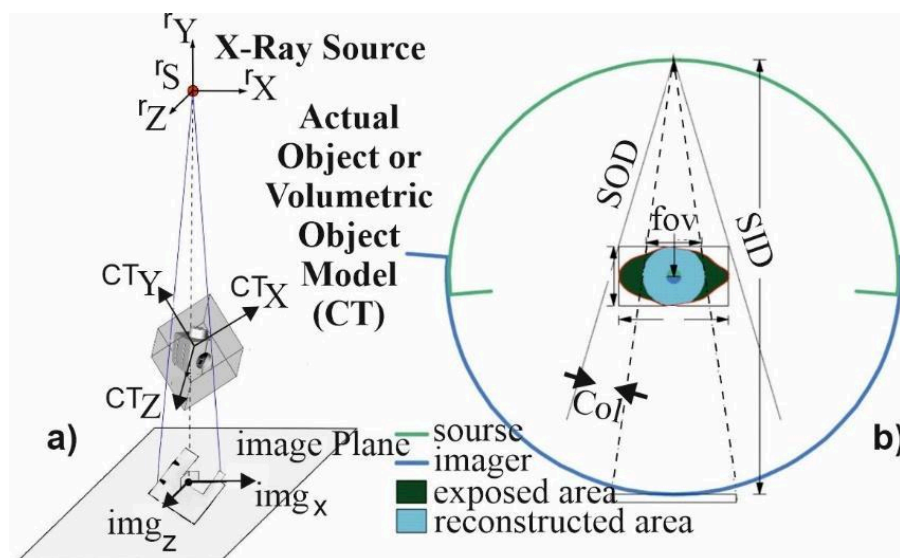 rY
X-Ray Source
rS
rX
rZ
Actual
Object or
Volumetric
Object
Model
(CT)
CTY
CTX
CTZ
a)
image Plane
imgx
imgz
SOD
SID
fov
Col
b)
sourse
imager
exposed area
reconstructed area